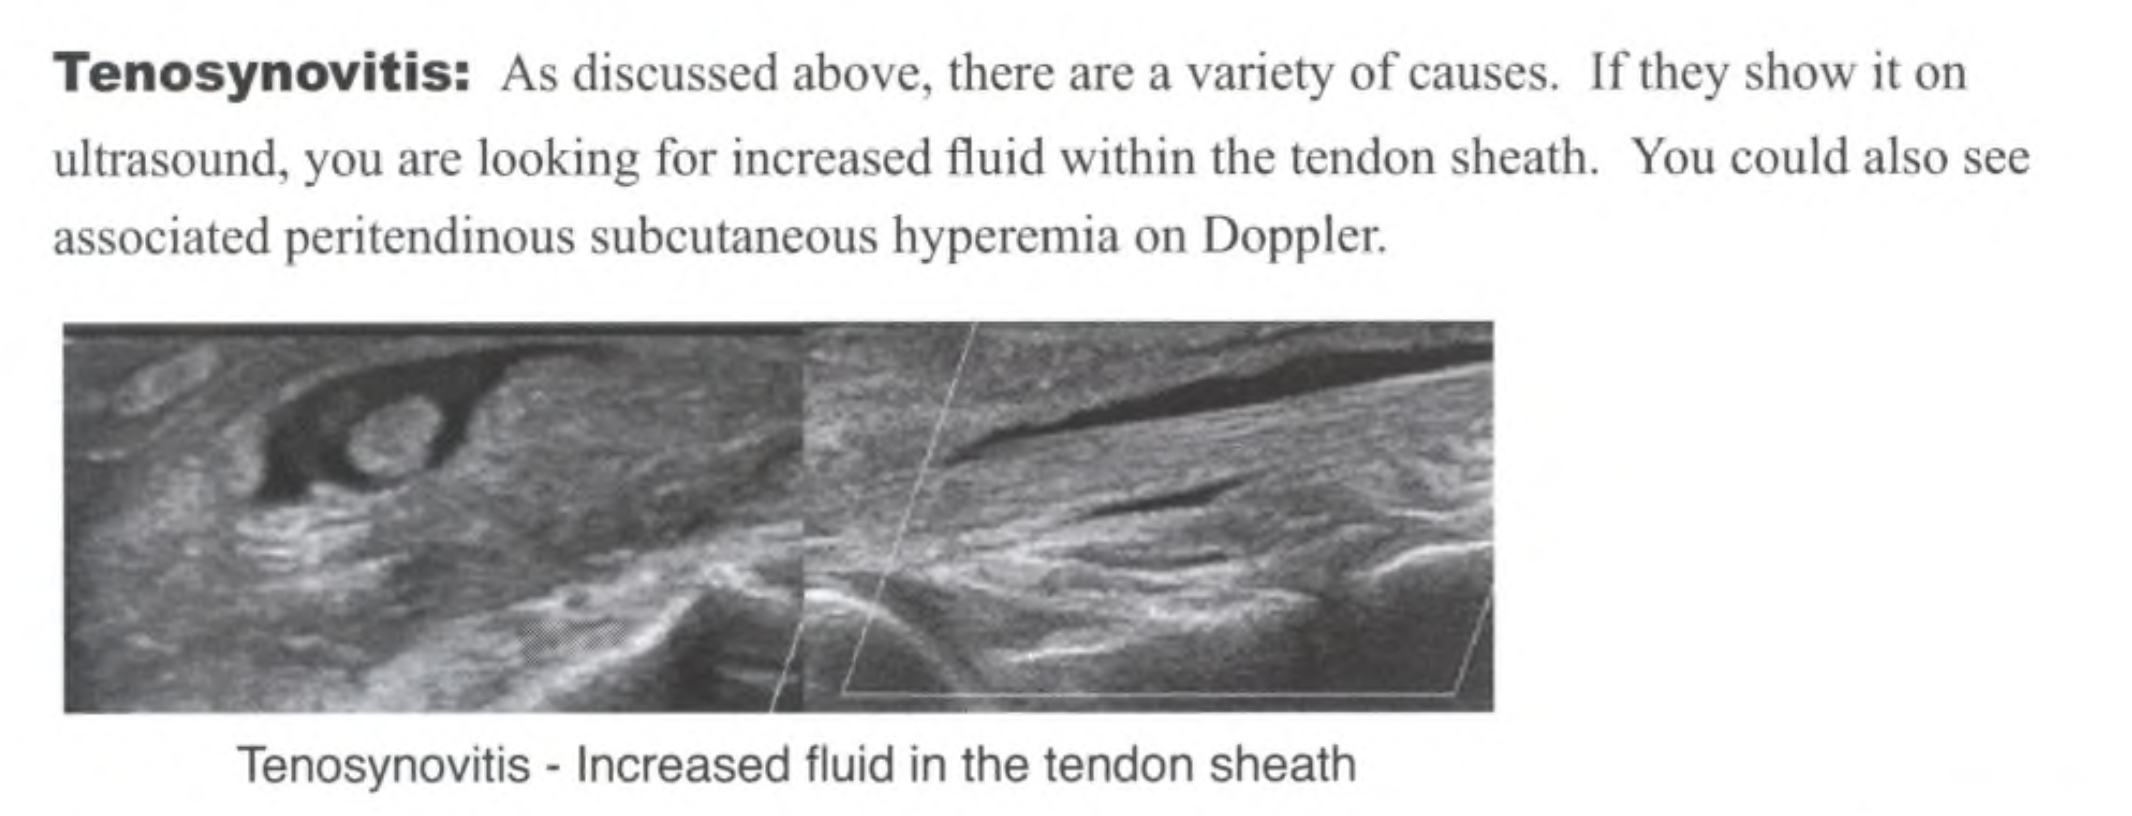 Tenosynovitis: As discussed above, there are a variety of causes. If they show it on
ultrasound, you are looking for increased fluid within the tendon sheath. You could also see
associated peritendinous subcutaneous hyperemia on Doppler.
Tenosynovitis - Increased fluid in the tendon sheath